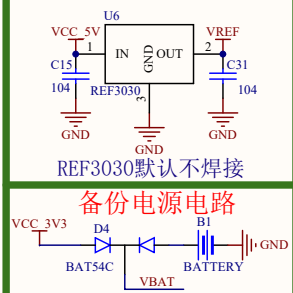 U6
VCC_5V
VREF
1
IN
GND
OUT
2
C15
C31
104
REF3030
3
104
GND
GND
GND
REF3030默认不焊接
备份电源电路
VCC_3V3
D4
B1
GND
BAT54C
BATTERY
VBAT